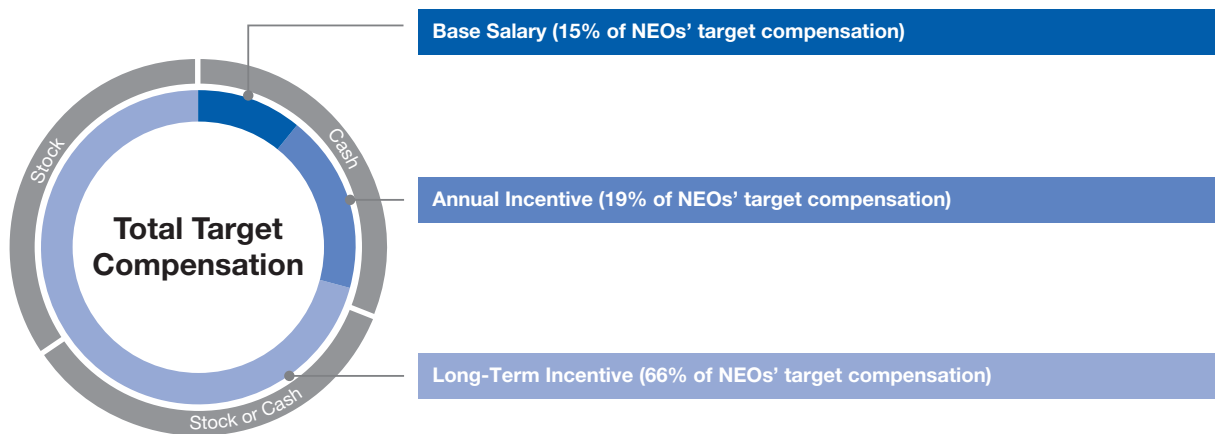 Base Salary (15% of NEOs’ target compensation)
Stock
Cash
Annual Incentive (19% of NEOs’ target compensation)
Total Target
Compensation
Long-Term Incentive (66% of NEOs’ target compensation)
Stock or Cash